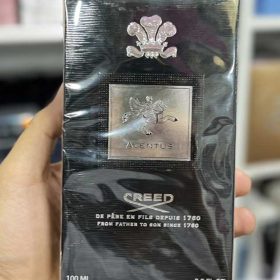 AVENTUS
CREED
DE PÈRE EN FILS DEPUIS 1760
FROM FATHER TO SON SINCE 1760
100 ML